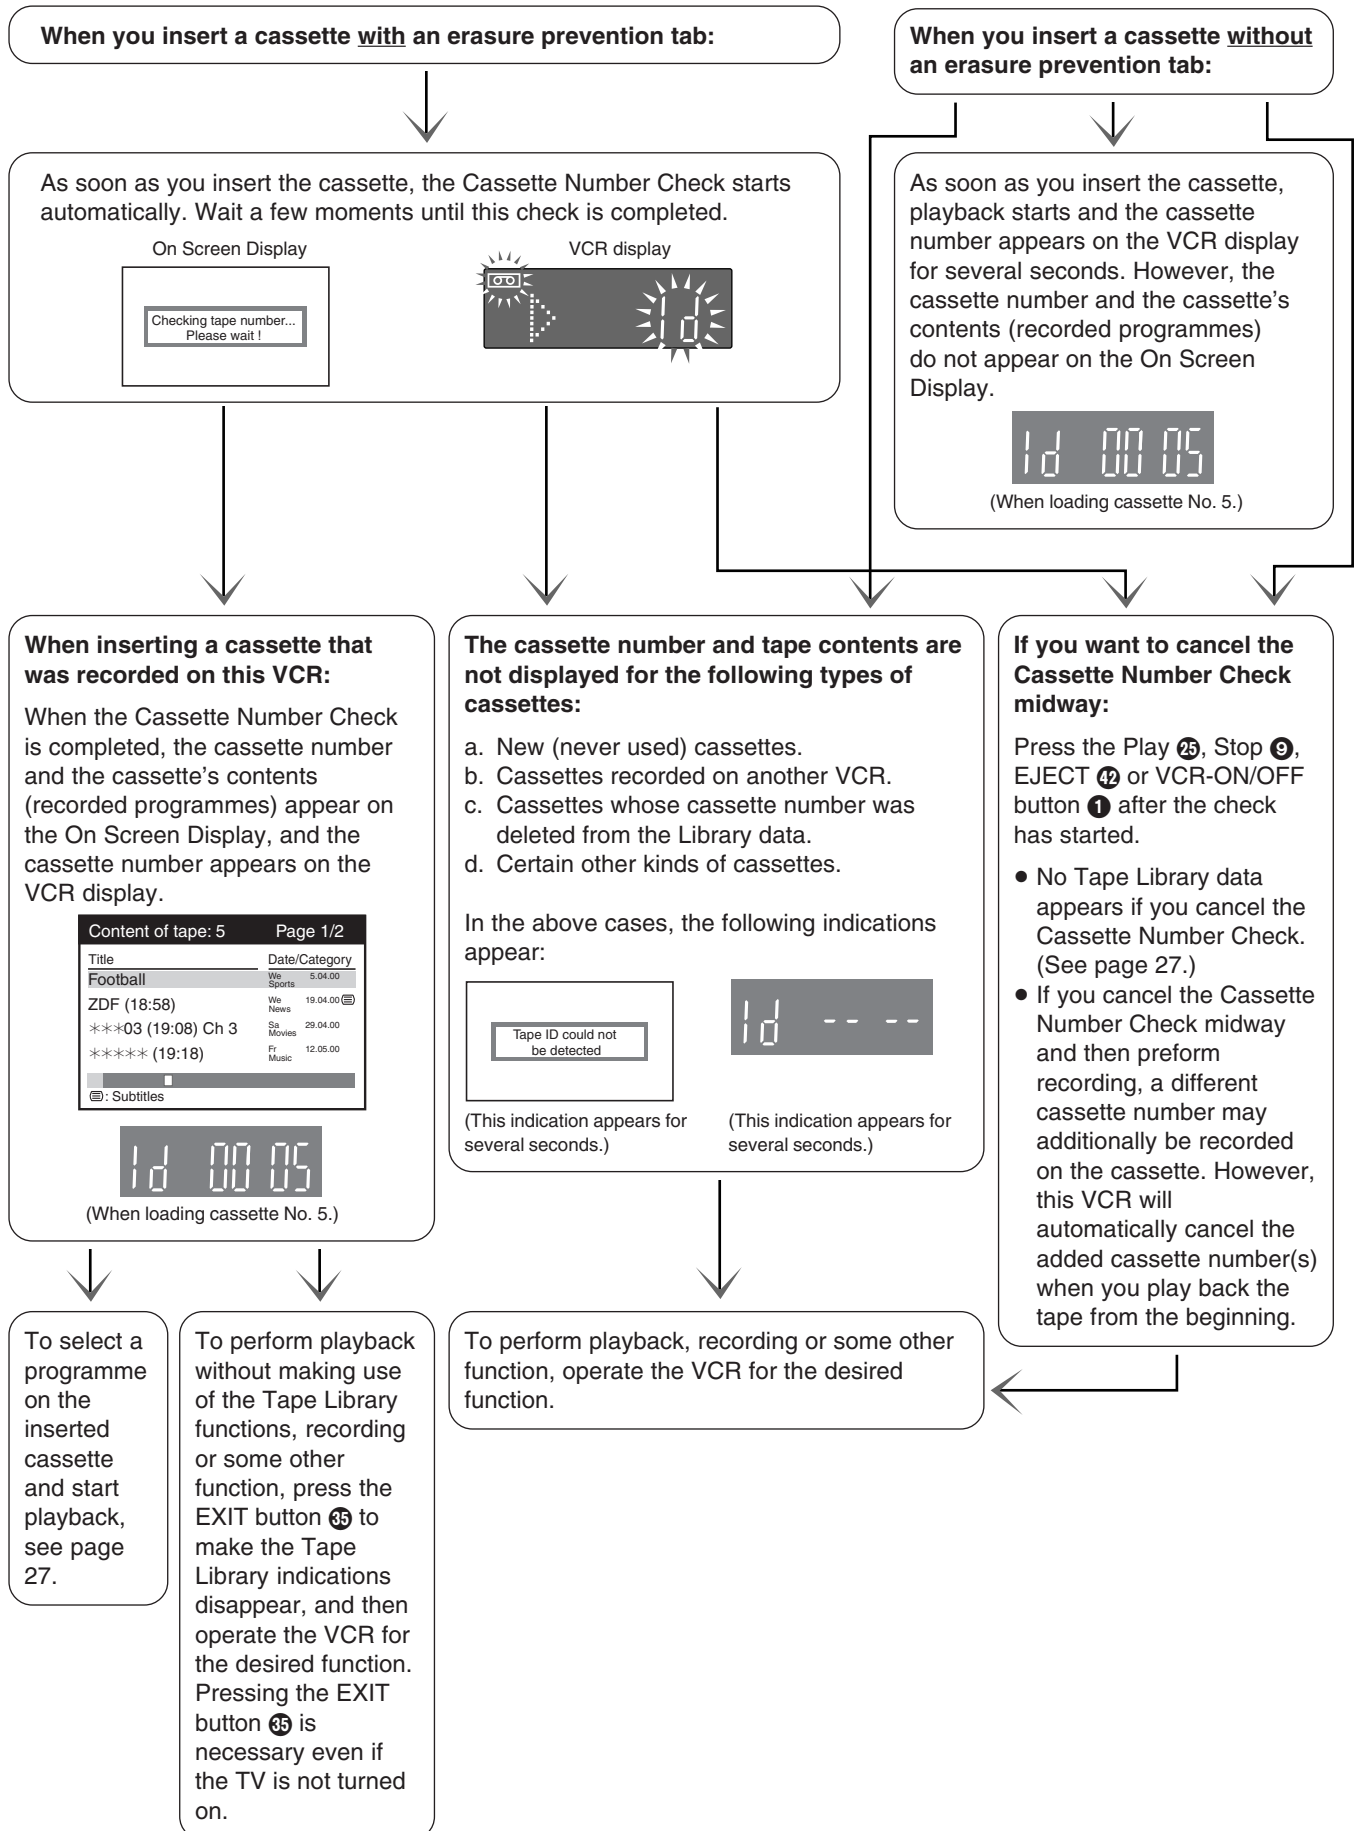 When you insert a cassette with an erasure prevention tab:
As soon as you insert the cassette, the Cassette Number Check starts
automatically. Wait a few moments until this check is completed.
On Screen Display
VCR display
Checking tape number...
Please wait !
Id
When you insert a cassette without
an erasure prevention tab:
As soon as you insert the cassette,
playback starts and the cassette
number appears on the VCR display
for several seconds. However, the
cassette number and the cassette's
contents (recorded programmes)
do not appear on the On Screen
Display.
Id 00 05
(When loading cassette No. 5.)
When inserting a cassette that
was recorded on this VCR:
When the Cassette Number Check
is completed, the cassette number
and the cassette's contents
(recorded programmes) appear on
the On Screen Display, and the
cassette number appears on the
VCR display.
Content of tape: 5 Page 1/2
Title Date/Category
Football We Sports 5.04.00
ZDF (18:58) We News 19.04.00
✳✳✳03 (19:08) Ch 3 Sa Movies 29.04.00
✳✳✳✳✳ (19:18) Fr Music 12.05.00
: Subtitles
Id 00 05
(When loading cassette No. 5.)
The cassette number and tape contents are
not displayed for the following types of
cassettes:
a. New (never used) cassettes.
b. Cassettes recorded on another VCR.
c. Cassettes whose cassette number was
deleted from the Library data.
d. Certain other kinds of cassettes.
In the above cases, the following indications
appear:
Tape ID could not
be detected
Id -- --
(This indication appears for
several seconds.)
(This indication appears for
several seconds.)
If you want to cancel the
Cassette Number Check
midway:
Press the Play 25, Stop 9,
EJECT 42 or VCR-ON/OFF
button 1 after the check
has started.
● No Tape Library data
appears if you cancel the
Cassette Number Check.
(See page 27.)
● If you cancel the Cassette
Number Check midway
and then preform
recording, a different
cassette number may
additionally be recorded
on the cassette. However,
this VCR will
automatically cancel the
added cassette number(s)
when you play back the
tape from the beginning.
To select a
programme
on the
inserted
cassette
and start
playback,
see page
27.
To perform playback
without making use
of the Tape Library
functions, recording
or some other
function, press the
EXIT button 35 to
make the Tape
Library indications
disappear, and then
operate the VCR for
the desired function.
Pressing the EXIT
button 35 is
necessary even if
the TV is not turned
on.
To perform playback, recording or some other
function, operate the VCR for the desired
function.